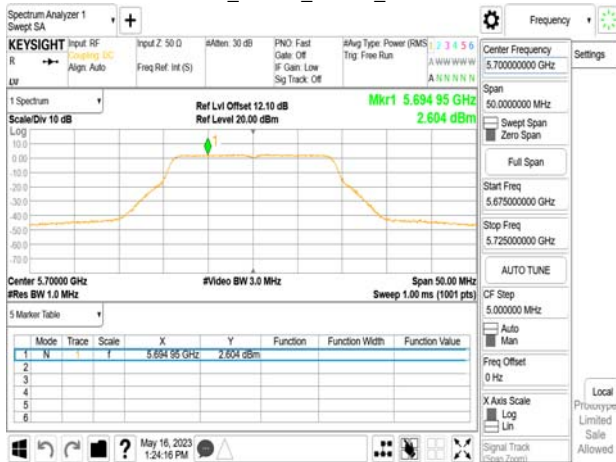 Spectrum Analyzer 1
Swept SA
Frequency
KEYSIGHT
Input: RF
Coupling: DC
Align: Auto
Input Z: 50 Ω
Freq Ref: Int (S)
#Atten: 30 dB
PNO: Fast
Gate: Off
IF Gain: Low
Sig Track: Off
#Avg Type: Power (RMS
Trig: Free Run
1 2 3 4 5 6
A W W W W W
A N N N N N
R
LVI
1 Spectrum
Scale/Div 10 dB
Log
Ref Lvl Offset 12.10 dB
Ref Level 20.00 dBm
Mkr1 5.694 95 GHz
2.604 dBm
1
10.0
0.00
-10.0
-20.0
-30.0
-40.0
-50.0
-60.0
-70.0
Center 5.70000 GHz
#Res BW 1.0 MHz
#Video BW 3.0 MHz
Span 50.00 MHz
Sweep 1.00 ms (1001 pts)
5 Marker Table
Mode Trace Scale X Y Function Function Width Function Value
1 N 1 f 5.694 95 GHz 2.604 dBm
2
3
4
5
6
May 16, 2023
1:24:16 PM
Center Frequency
5.700000000 GHz
Settings
Span
50.0000000 MHz
Swept Span
Zero Span
Full Span
Start Freq
5.675000000 GHz
Stop Freq
5.725000000 GHz
AUTO TUNE
CF Step
5.000000 MHz
Auto
Man
Freq Offset
0 Hz
X Axis Scale
Log
Lin
Signal Track
(Span Zoom)
Local
Prototype
Limited
Sale
Allowed